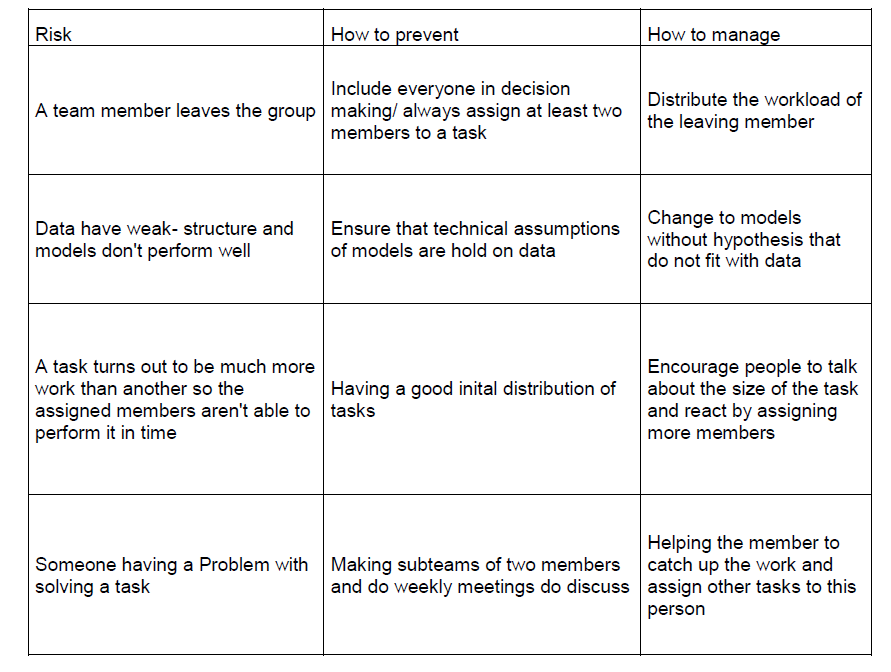 Risk
How to prevent
How to manage
A team member leaves the group
Include everyone in decision
making/ always assign at least two
members to a task
Distribute the workload of
the leaving member
Data have weak- structure and
models don't perform well
Ensure that technical assumptions
of models are hold on data
Change to models
without hypothesis that
do not fit with data
A task turns out to be much more
work than another so the
assigned members aren't able to
perform it in time
Having a good inital distribution of
tasks
Encourage people to talk
about the size of the task
and react by assigning
more members
Someone having a Problem with
solving a task
Making subteams of two members
and do weekly meetings do discuss
Helping the member to
catch up the work and
assign other tasks to this
person